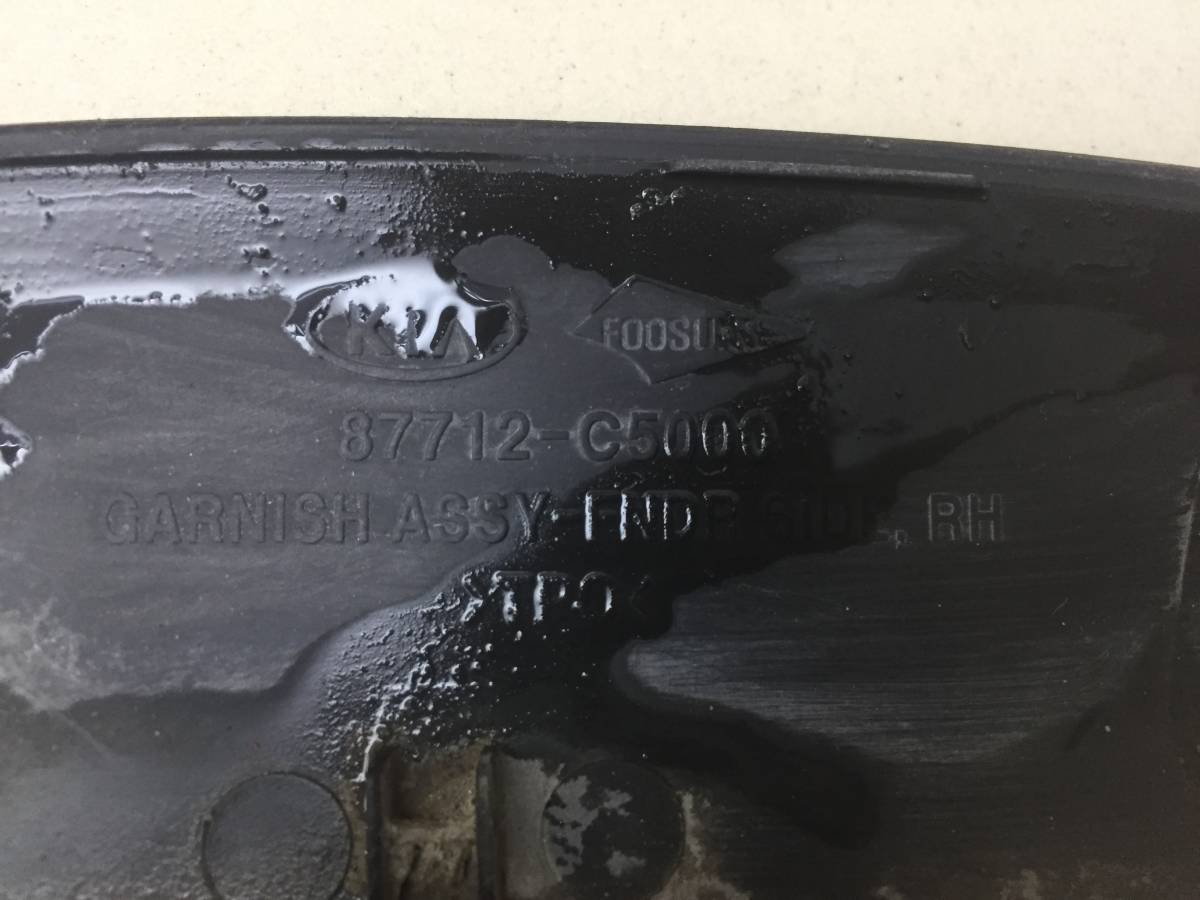 KIA FOOSUNG
87712-C5000
GARNISH ASSY-FNDR SIDE, RH
>TPO<